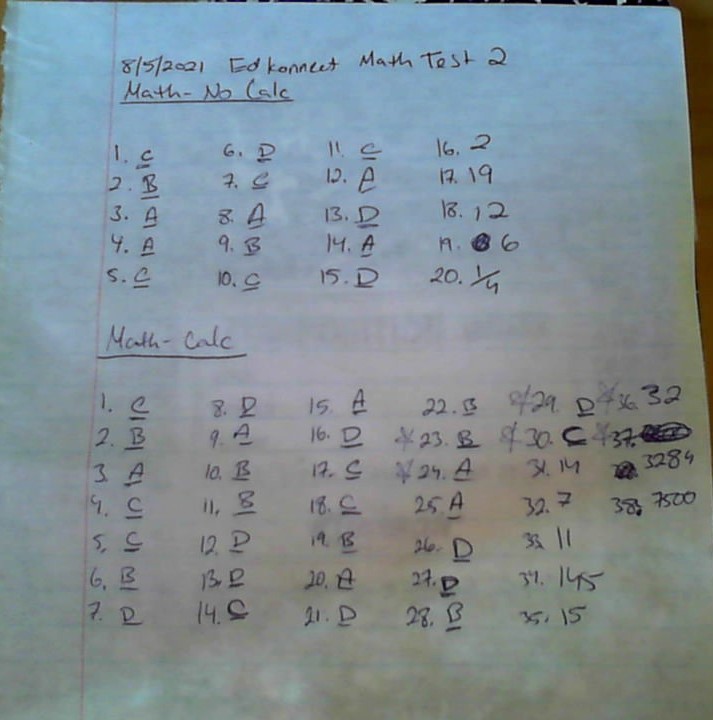 8/5/2021 Edkonnect Math Test 2
Math- No Calc
1. C 6. D 11. C 16. 2
2. B 7. C 12. A 17. 19
3. A 8. A 13. D 18. 12
4. A 9. B 14. A 19. 6
5. C 10. C 15. D 20. 1/4
Math- Calc
1. C 8. D 15. A 22. B 29. D 36. 32
2. B 9. A 16. D 23. B 30. C 37.
3. A 10. B 17. C 24. A 31. 14 3284
4. C 11. B 18. C 25. A 32. 7 38. 7500
5. C 12. D 19. B 26. D 33. 11
6. B 13. D 20. A 27. D 34. 145
7. D 14. C 21. D 28. B 35. 15